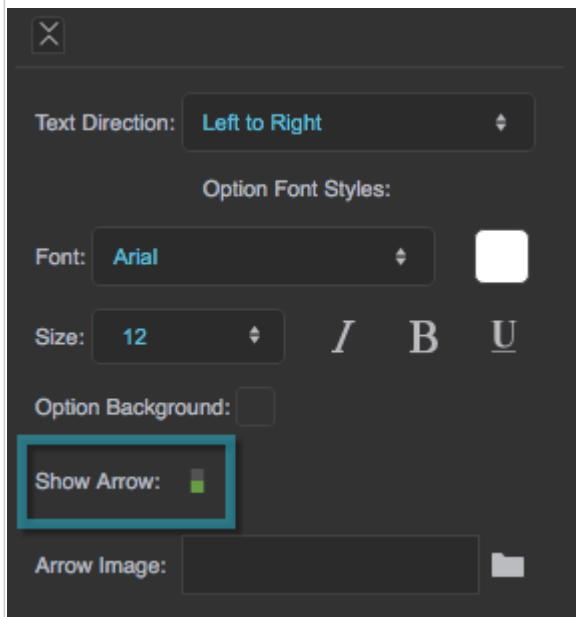 Text Direction: Left to Right
Option Font Styles:
Font: Arial
Size: 12 I B U
Option Background:
Show Arrow:
Arrow Image: